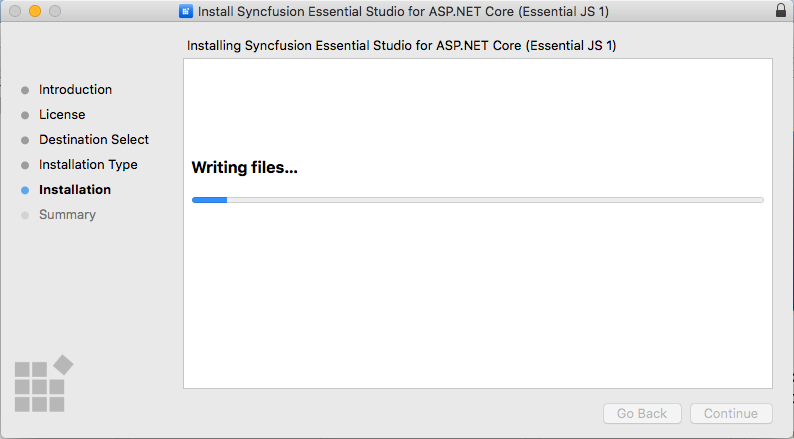 Install Syncfusion Essential Studio for ASP.NET Core (Essential JS 1)
Installing Syncfusion Essential Studio for ASP.NET Core (Essential JS 1)
Introduction
License
Destination Select
Installation Type
Installation
Summary
Writing files...
Go Back
Continue